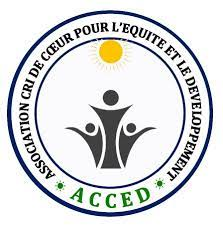 ASSOCIATION CRI DE CŒUR POUR L'EQUITE ET LE DEVELOPPEMENT
ACCED